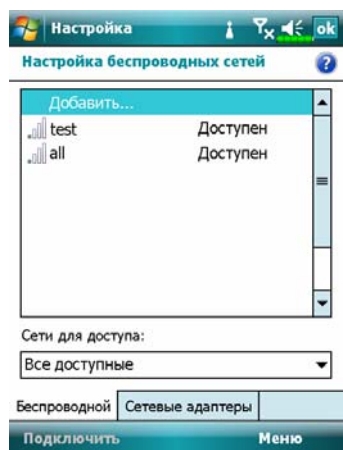 Настройка ok
Настройка беспроводных сетей ?
Добавить...
test Доступен
all Доступен
Сети для доступа:
Все доступные
Беспроводной Сетевые адаптеры
Подключить Меню